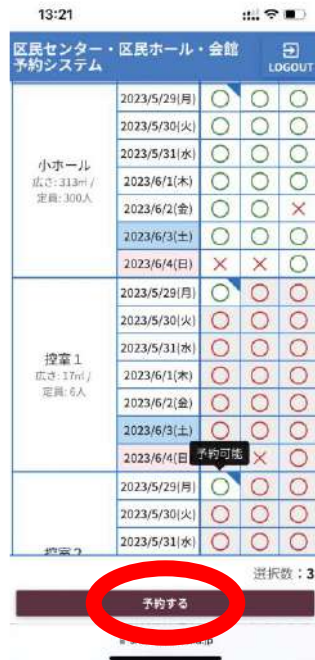 13:21
区民センター・区民ホール・会館
予約システム
LOGOUT
2023/5/29(月) ○ ○ ○
2023/5/30(火) ○ ○ ○
2023/5/31(水) ○ ○ ○
小ホール
広さ: 313㎡ /
定員: 300人
2023/6/1(木) ○ ○ ○
2023/6/2(金) ○ ○ ×
2023/6/3(土) ○ ○ ○
2023/6/4(日) × × ○
2023/5/29(月) ○ ○ ○
2023/5/30(火) ○ ○ ○
2023/5/31(水) ○ ○ ○
控室1
広さ: 17㎡ /
定員: 6人
2023/6/1(木) ○ ○ ○
2023/6/2(金) ○ ○ ○
2023/6/3(土) ○ ○ ○
予約可能
2023/6/4(日 × ○
2023/5/29(月) ○ ○ ○
2023/5/30(火) ○ ○ ○
2023/5/31(水) ○ ○ ○
控室2
選択数:3
予約する